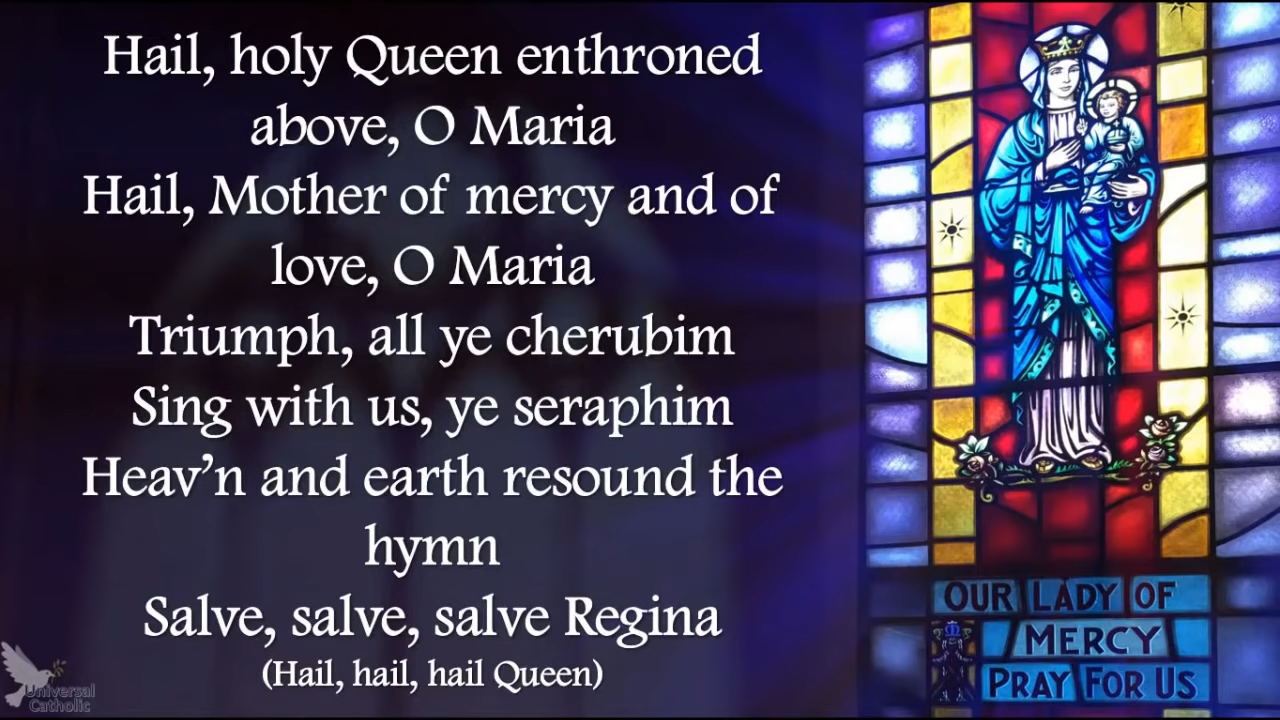 Hail, holy Queen enthroned
above, O Maria
Hail, Mother of mercy and of
love, O Maria
Triumph, all ye cherubim
Sing with us, ye seraphim
Heav’n and earth resound the
hymn
Salve, salve, salve Regina
(Hail, hail, hail Queen)
OUR LADY OF
MERCY
PRAY FOR US
Universal
Catholic